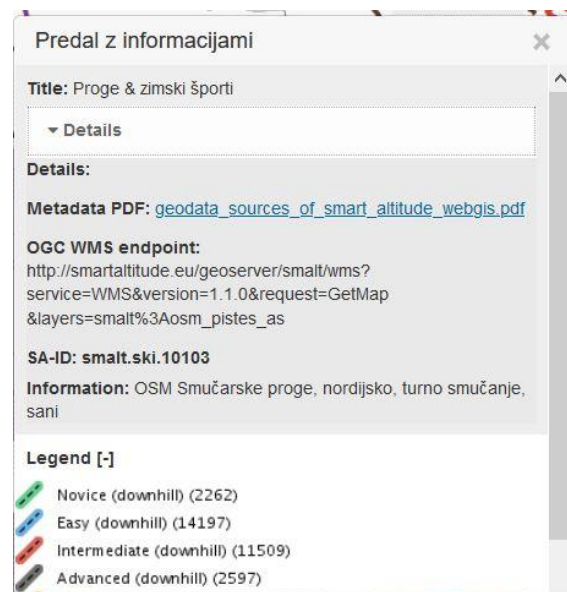 Predal z informacijami
Title: Proge & zimski športi
Details
Details:
Metadata PDF: geodata_sources_of_smart_altitude_webgis.pdf
OGC WMS endpoint:
http://smartaltitude.eu/geoserver/smalt/wms?
service=WMS&version=1.1.0&request=GetMap
&layers=smalt%3Aosm_pistes_as
SA-ID: smalt.ski.10103
Information: OSM Smučarske proge, nordijsko, turno smučanje,
sani
Legend [-]
Novice (downhill) (2262)
Easy (downhill) (14197)
Intermediate (downhill) (11509)
Advanced (downhill) (2597)